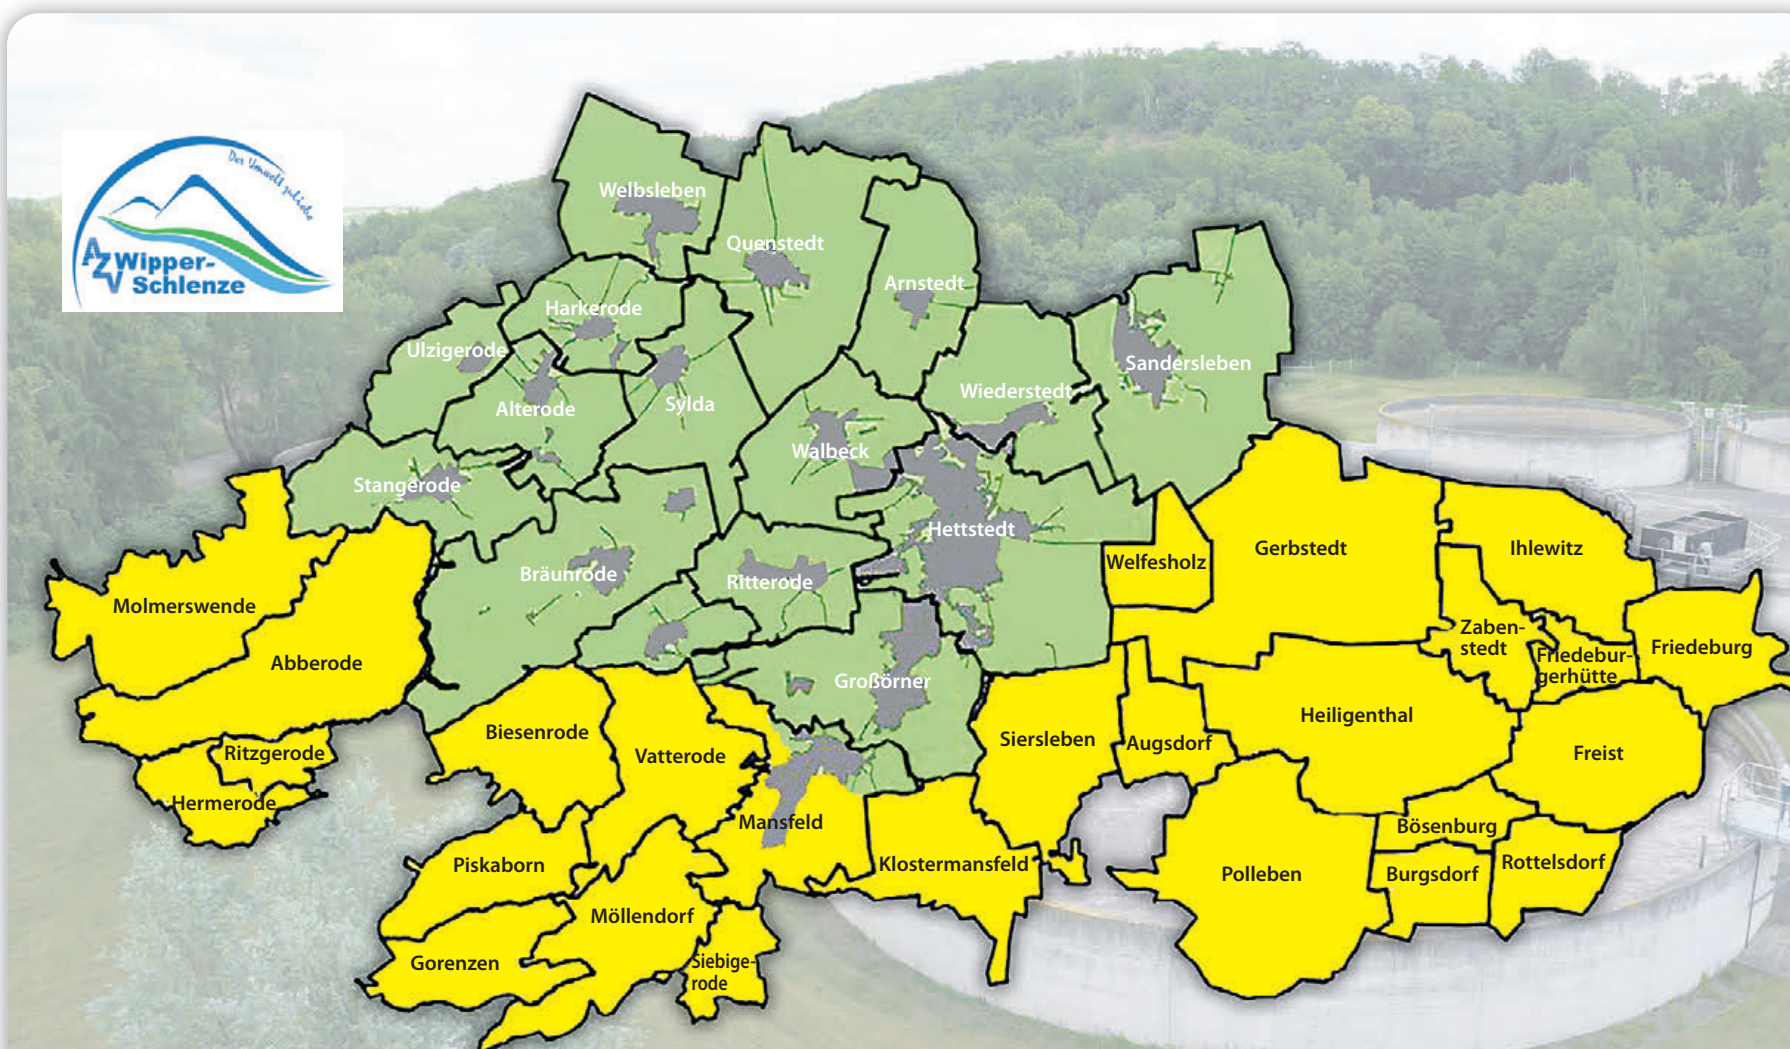 Der Umwelt zuliebe
AZV Wipper-
Schlenze
Welbsleben
Quenstedt
Arnstedt
Harkerode
Ulzigerode
Sandersleben
Wiederstedt
Alterode
Sylda
Walbeck
Stangerode
Hettstedt
Gerbstedt
Ihlewitz
Welfesholz
Bräunrode
Ritterode
Molmerswende
Zaben-
stedt
Friedeburg
Friedebur-
gerhütte
Abberode
Großörner
Heiligenthal
Biesenrode
Siersleben
Augsdorf
Ritzgerode
Vatterode
Freist
Hermerode
Mansfeld
Bösenburg
Piskaborn
Klostermansfeld
Rottelsdorf
Polleben
Burgsdorf
Möllendorf
Gorenzen
Siebige-
rode